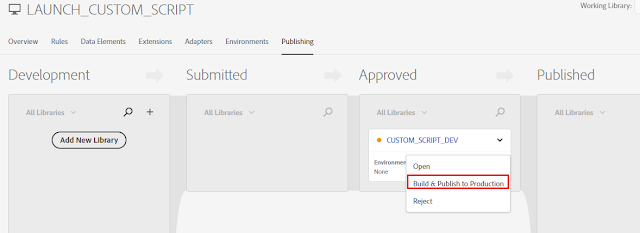 LAUNCH_CUSTOM_SCRIPT
Working Library:
Overview Rules Data Elements Extensions Adapters Environments Publishing
Development Submitted Approved Published
All Libraries All Libraries All Libraries All Libraries
Add New Library
CUSTOM_SCRIPT_DEV
Environmen
None
Open
Build & Publish to Production
Reject